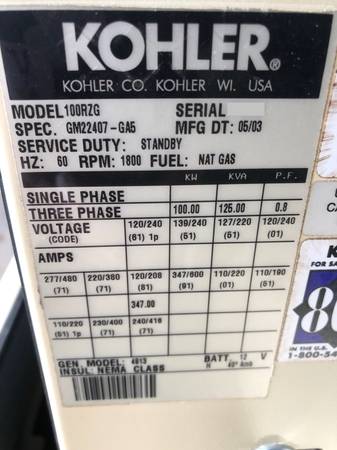 KOHLER®
KOHLER CO. KOHLER WI. USA
MODEL 100RZG SERIAL
SPEC. GM22407-GA5 MFG DT: 05/03
SERVICE DUTY: STANDBY
HZ: 60 RPM: 1800 FUEL: NAT GAS
KW KVA P.F.
SINGLE PHASE
THREE PHASE 100.00 125.00 0.8
VOLTAGE 120/240 139/240 127/220 120/240
(CODE) (61) 1p (71) (51) (01)
AMPS
277/480 220/380 120/208 347/600 110/220 110/190
(71) (71) (81) (91) (01) (51)
347.00
110/220 230/400 240/416
(61) 1p (71) (71)
GEN. MODEL: 4S13 BATT. 12 V
INSUL: NEMA CLASS H
IN THE U.S.
1-800-54